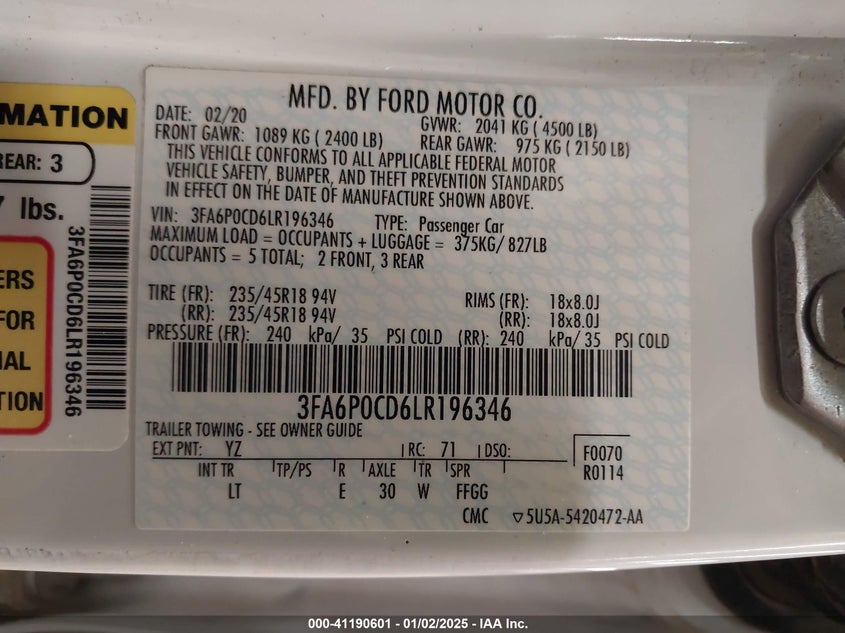 MATION
REAR: 3
lbs.
ERS
FOR
IAL
TION
3FA6P0CD6LR196346
MFD. BY FORD MOTOR CO.
DATE: 02/20 GVWR: 2041 KG ( 4500 LB)
FRONT GAWR: 1089 KG ( 2400 LB) REAR GAWR: 975 KG ( 2150 LB)
THIS VEHICLE CONFORMS TO ALL APPLICABLE FEDERAL MOTOR
VEHICLE SAFETY, BUMPER, AND THEFT PREVENTION STANDARDS
IN EFFECT ON THE DATE OF MANUFACTURE SHOWN ABOVE.
VIN: 3FA6P0CD6LR196346 TYPE: Passenger Car
MAXIMUM LOAD = OCCUPANTS + LUGGAGE = 375KG/ 827LB
OCCUPANTS = 5 TOTAL; 2 FRONT, 3 REAR
TIRE (FR): 235/45R18 94V RIMS (FR): 18x8.0J
(RR): 235/45R18 94V (RR): 18x8.0J
PRESSURE (FR): 240 kPa/ 35 PSI COLD (RR): 240 kPa/ 35 PSI COLD
3FA6P0CD6LR196346
TRAILER TOWING - SEE OWNER GUIDE
EXT PNT: YZ RC: 71 DSO: F0070
R0114
INT TR TP/PS R AXLE TR SPR
LT E 30 W FFGG
CMC ▽5U5A-5420472-AA
000-41190601 - 01/02/2025 - IAA Inc.